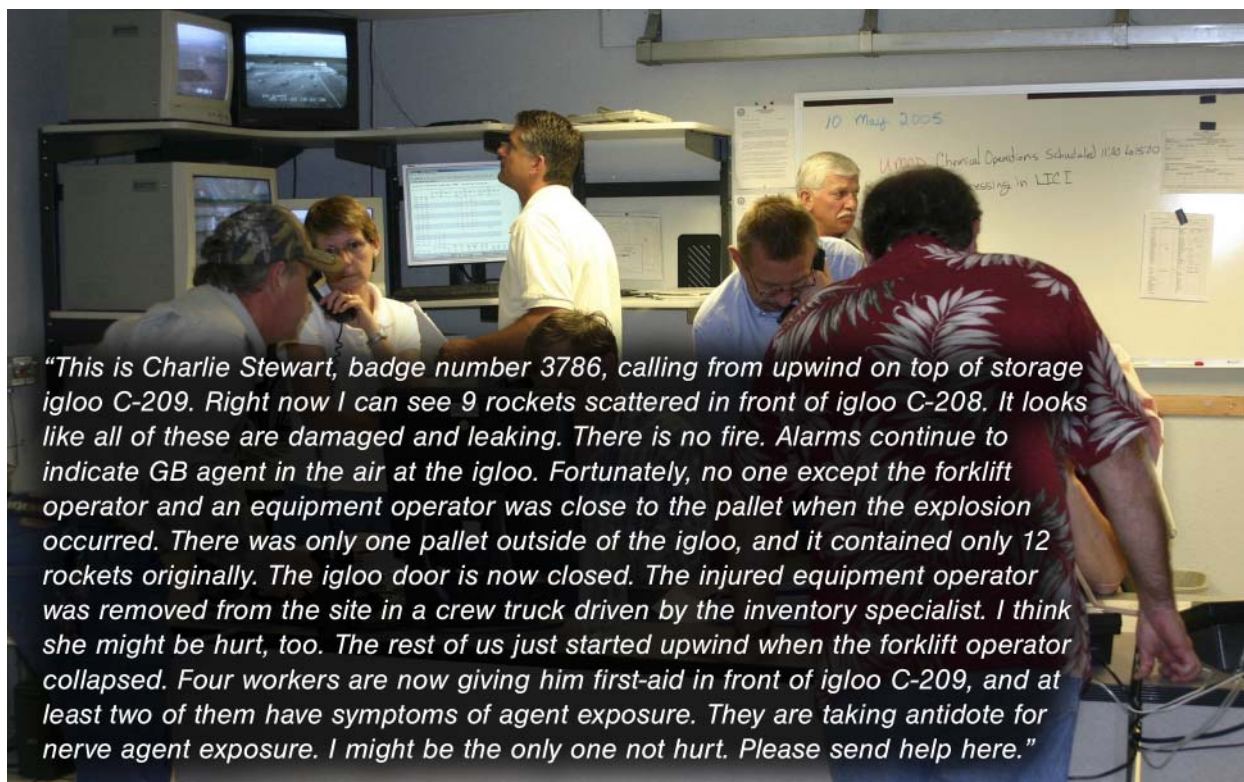 10 May 2005
UMCD Chemical Operations Scheduled
essing in LICI
“This is Charlie Stewart, badge number 3786, calling from upwind on top of storage
igloo C-209. Right now I can see 9 rockets scattered in front of igloo C-208. It looks
like all of these are damaged and leaking. There is no fire. Alarms continue to
indicate GB agent in the air at the igloo. Fortunately, no one except the forklift
operator and an equipment operator was close to the pallet when the explosion
occurred. There was only one pallet outside of the igloo, and it contained only 12
rockets originally. The igloo door is now closed. The injured equipment operator
was removed from the site in a crew truck driven by the inventory specialist. I think
she might be hurt, too. The rest of us just started upwind when the forklift operator
collapsed. Four workers are now giving him first-aid in front of igloo C-209, and at
least two of them have symptoms of agent exposure. They are taking antidote for
nerve agent exposure. I might be the only one not hurt. Please send help here.”